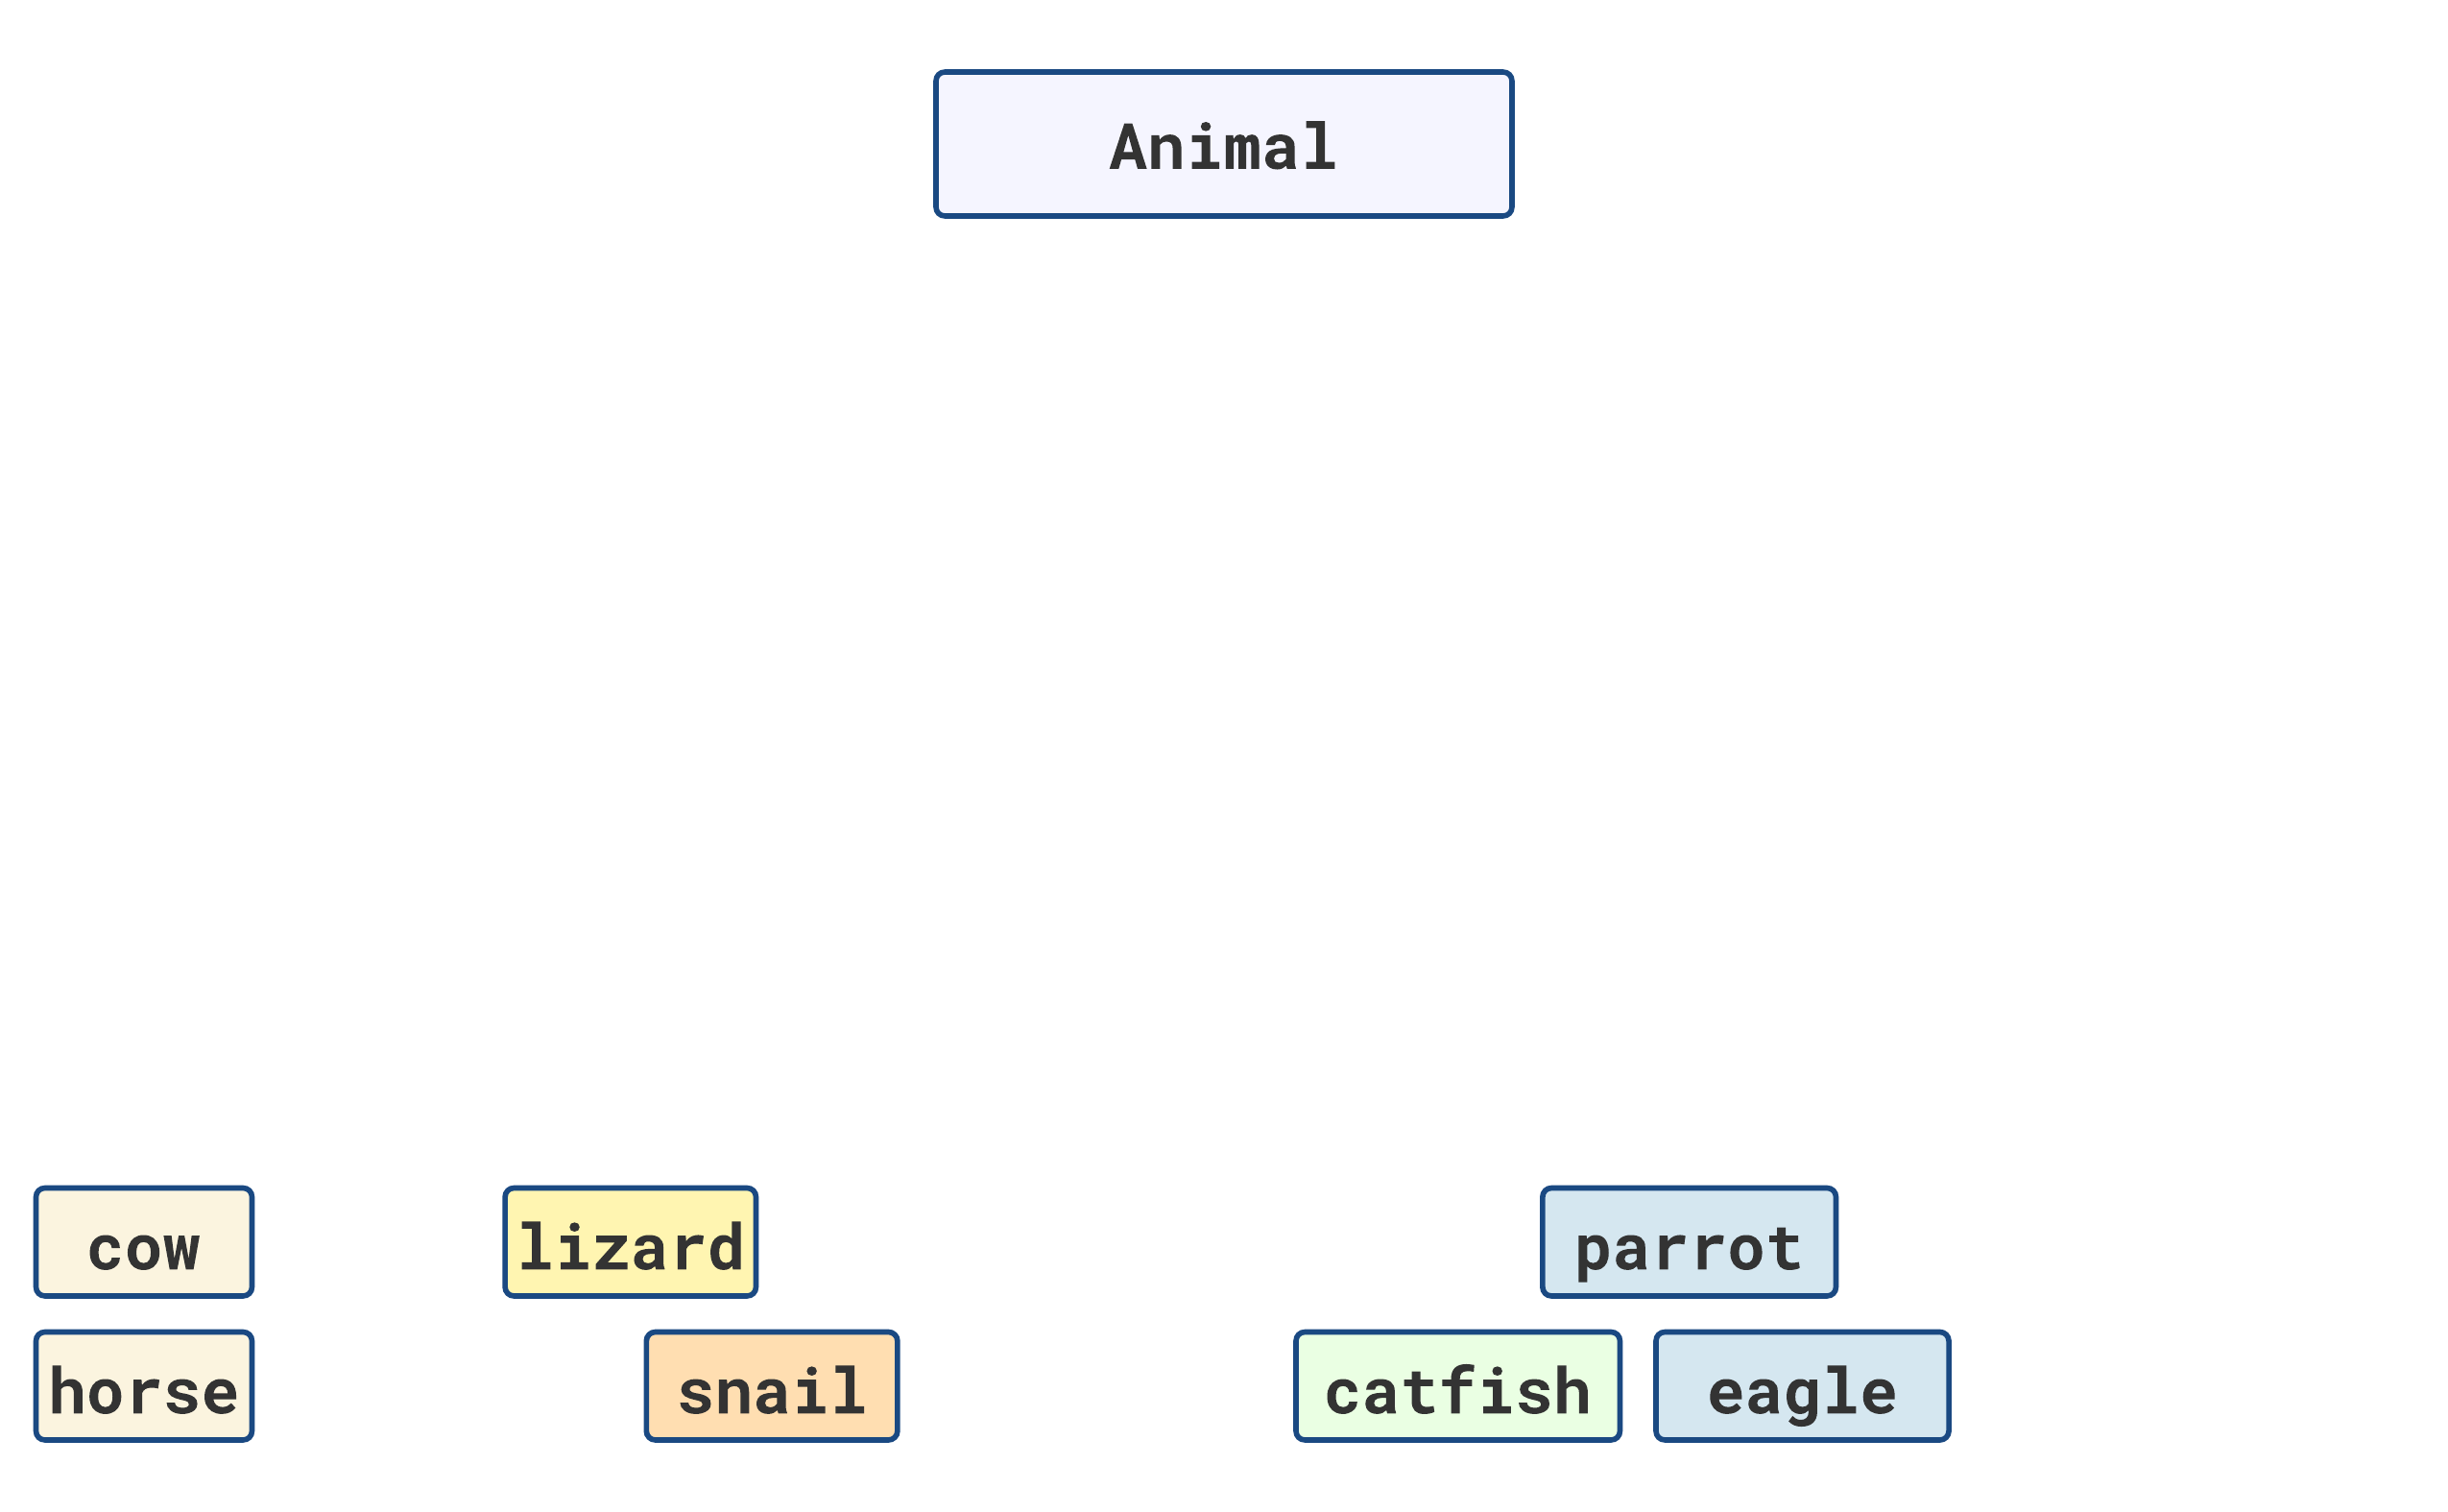 Animal
cow
lizard
parrot
horse
snail
catfish
eagle